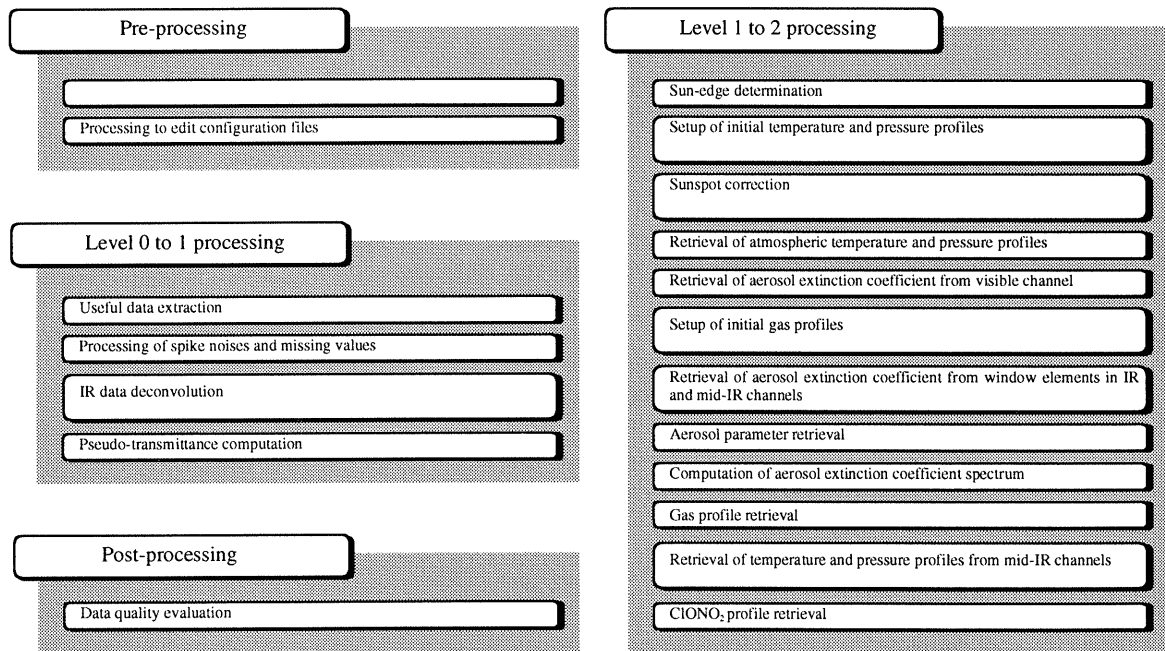 Pre-processing
Processing to edit configuration files
Level 0 to 1 processing
Useful data extraction
Processing of spike noises and missing values
IR data deconvolution
Pseudo-transmittance computation
Post-processing
Data quality evaluation
Level 1 to 2 processing
Sun-edge determination
Setup of initial temperature and pressure profiles
Sunspot correction
Retrieval of atmospheric temperature and pressure profiles
Retrieval of aerosol extinction coefficient from visible channel
Setup of initial gas profiles
Retrieval of aerosol extinction coefficient from window elements in IR
and mid-IR channels
Aerosol parameter retrieval
Computation of aerosol extinction coefficient spectrum
Gas profile retrieval
Retrieval of temperature and pressure profiles from mid-IR channels
ClONO₂ profile retrieval